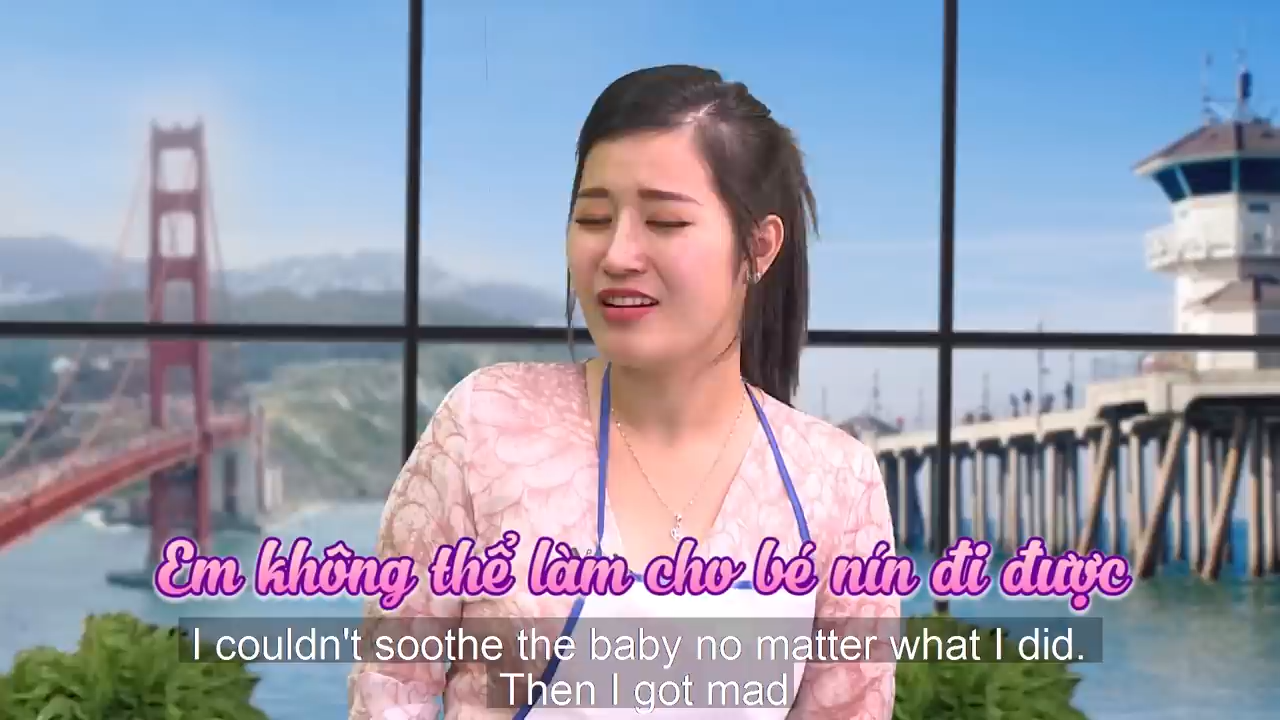 Em không thể làm cho bé nín đi được
I couldn't soothe the baby no matter what I did.
Then I got mad